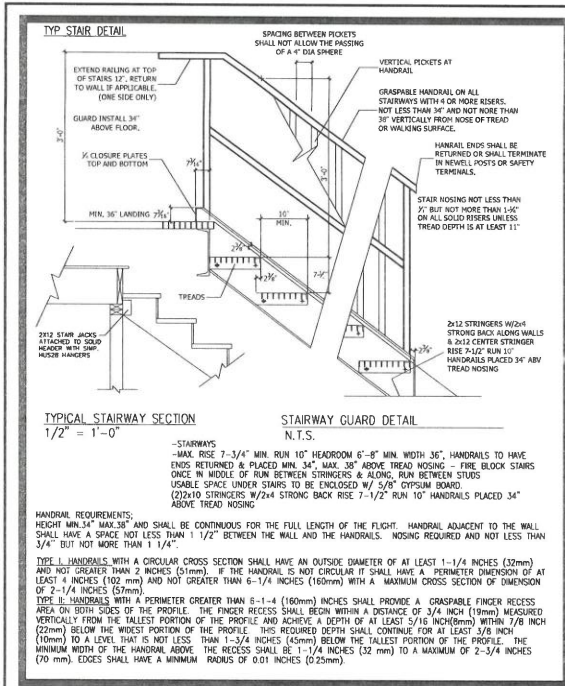 TYP STAIR DETAIL
SPACING BETWEEN PICKETS
SHALL NOT ALLOW THE PASSING
OF A 4" DIA SPHERE
VERTICAL PICKETS AT
HANDRAIL
EXTEND RAILING AT TOP
OF STAIRS 12". RETURN
TO WALL IF APPLICABLE.
(ONE SIDE ONLY)
GRASPABLE HANDRAIL ON ALL
STAIRWAYS WITH 4 OR MORE RISERS.
NOT LESS THAN 34" AND NOT MORE THAN
38" VERTICALLY FROM NOSE OF TREAD
OR WALKING SURFACE.
GUARD INSTALL 34"
ABOVE FLOOR.
3'-0"
3'-0"
HANRAIL ENDS SHALL BE
RETURNED OR SHALL TERMINATE
IN NEWELL POSTS OR SAFETY
TERMINALS.
CLOSURE PLATES
TOP AND BOTTOM
STAIR NOSING NOT LESS THAN
BUT NOT MORE THAN
ON ALL SOLID RISERS UNLESS
TREAD DEPTH IS AT LEAST 11"
MIN. 36" LANDING
10"
MIN.
TREADS
2X12 STAIR JACKS
ATTACHED TO SOLID
HEADER WITH SIMP.
HUS28 HANGERS
2x12 STRINGERS W/2x4
STRONG BACK ALONG WALLS
& 2x12 CENTER STRINGER
RISE 7-1/2" RUN 10"
HANDRAILS PLACED 34" ABV
TREAD NOSING
TYPICAL STAIRWAY SECTION
1/2" = 1'-0"
STAIRWAY GUARD DETAIL
N.T.S.
-STAIRWAYS
-MAX. RISE 7-3/4" MIN. RUN 10" HEADROOM 6'-8" MIN. WIDTH 36", HANDRAILS TO HAVE
ENDS RETURNED & PLACED MIN. 34", MAX. 38" ABOVE TREAD NOSING - FIRE BLOCK STAIRS
ONCE IN MIDDLE OF RUN BETWEEN STRINGERS & ALONG, RUN BETWEEN STUDS
USABLE SPACE UNDER STAIRS TO BE ENCLOSED W/ 5/8" GYPSUM BOARD.
(2)2x10 STRINGERS W/2x4 STRONG BACK RISE 7-1/2" RUN 10" HANDRAILS PLACED 34"
ABOVE TREAD NOSING
HANDRAIL REQUIREMENTS;
HEIGHT MIN.34" MAX.38" AND SHALL BE CONTINUOUS FOR THE FULL LENGTH OF THE FLIGHT. HANDRAIL ADJACENT TO THE WALL
SHALL HAVE A SPACE NOT LESS THAN 1 1/2" BETWEEN THE WALL AND THE HANDRAILS. NOSING REQUIRED AND NOT LESS THAN
3/4" BUT NOT MORE THAN 1 1/4".
TYPE I. HANDRAILS WITH A CIRCULAR CROSS SECTION SHALL HAVE AN OUTSIDE DIAMETER OF AT LEAST 1-1/4 INCHES (32mm)
AND NOT GREATER THAN 2 INCHES (51mm). IF THE HANDRAIL IS NOT CIRCULAR IT SHALL HAVE A PERIMETER DIMENSION OF AT
LEAST 4 INCHES (102 mm) AND NOT GREATER THAN 6-1/4 INCHES (160mm) WITH A MAXIMUM CROSS SECTION OF DIMENSION
OF 2-1/4 INCHES (57mm).
TYPE II: HANDRAILS WITH A PERIMETER GREATER THAN 6-1-4 (160mm) INCHES SHALL PROVIDE A GRASPABLE FINGER RECESS
AREA ON BOTH SIDES OF THE PROFILE. THE FINGER RECESS SHALL BEGIN WITHIN A DISTANCE OF 3/4 INCH (19mm) MEASURED
VERTICALLY FROM THE TALLEST PORTION OF THE PROFILE AND ACHIEVE A DEPTH OF AT LEAST 5/16 INCH(8mm) WITHIN 7/8 INCH
(22mm) BELOW THE WIDEST PORTION OF THE PROFILE. THIS REQUIRED DEPTH SHALL CONTINUE FOR AT LEAST 3/8 INCH
(10mm) TO A LEVEL THAT IS NOT LESS THAN 1-3/4 INCHES (45mm) BELOW THE TALLEST PORTION OF THE PROFILE. THE
MINIMUM WIDTH OF THE HANDRAIL ABOVE THE RECESS SHALL BE 1-1/4 INCHES (32 mm) TO A MAXIMUM OF 2-3/4 INCHES
(70 mm). EDGES SHALL HAVE A MINIMUM RADIUS OF 0.01 INCHES (0.25mm).